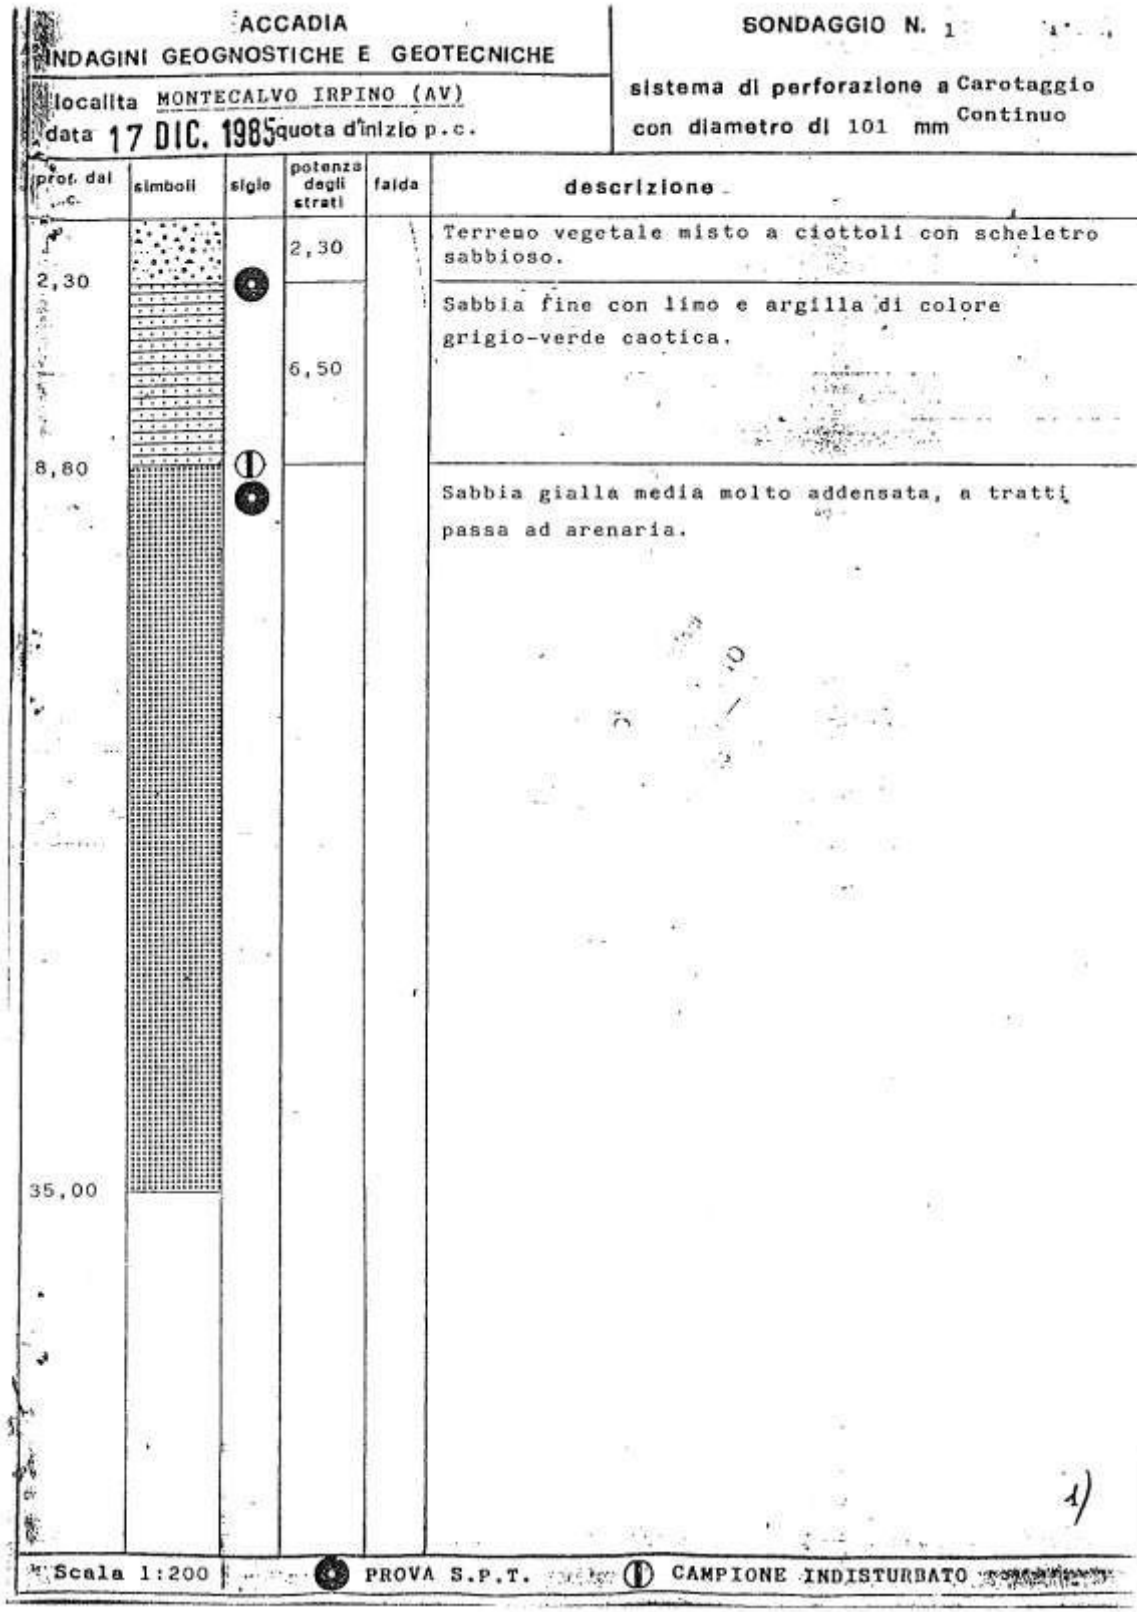 ACCADIA
INDAGINI GEOGNOSTICHE E GEOTECNICHE
localita MONTECALVO IRPINO (AV)
data 17 DIC. 1985 quota d'inizio p.c.
SONDAGGIO N. 1
sistema di perforazione a Carotaggio
Continuo
con diametro di 101 mm
prof. dal
p.c.
simboli
sigle
potenza
degli
strati
falda
descrizione
2,30
Terreno vegetale misto a ciottoli con scheletro
sabbioso.
2,30
Sabbia fine con limo e argilla di colore
grigio-verde caotica.
6,50
8,80
Sabbia gialla media molto addensata, a tratti
passa ad arenaria.
35,00
1)
Scala 1:200
PROVA S.P.T.
CAMPIONE INDISTURBATO